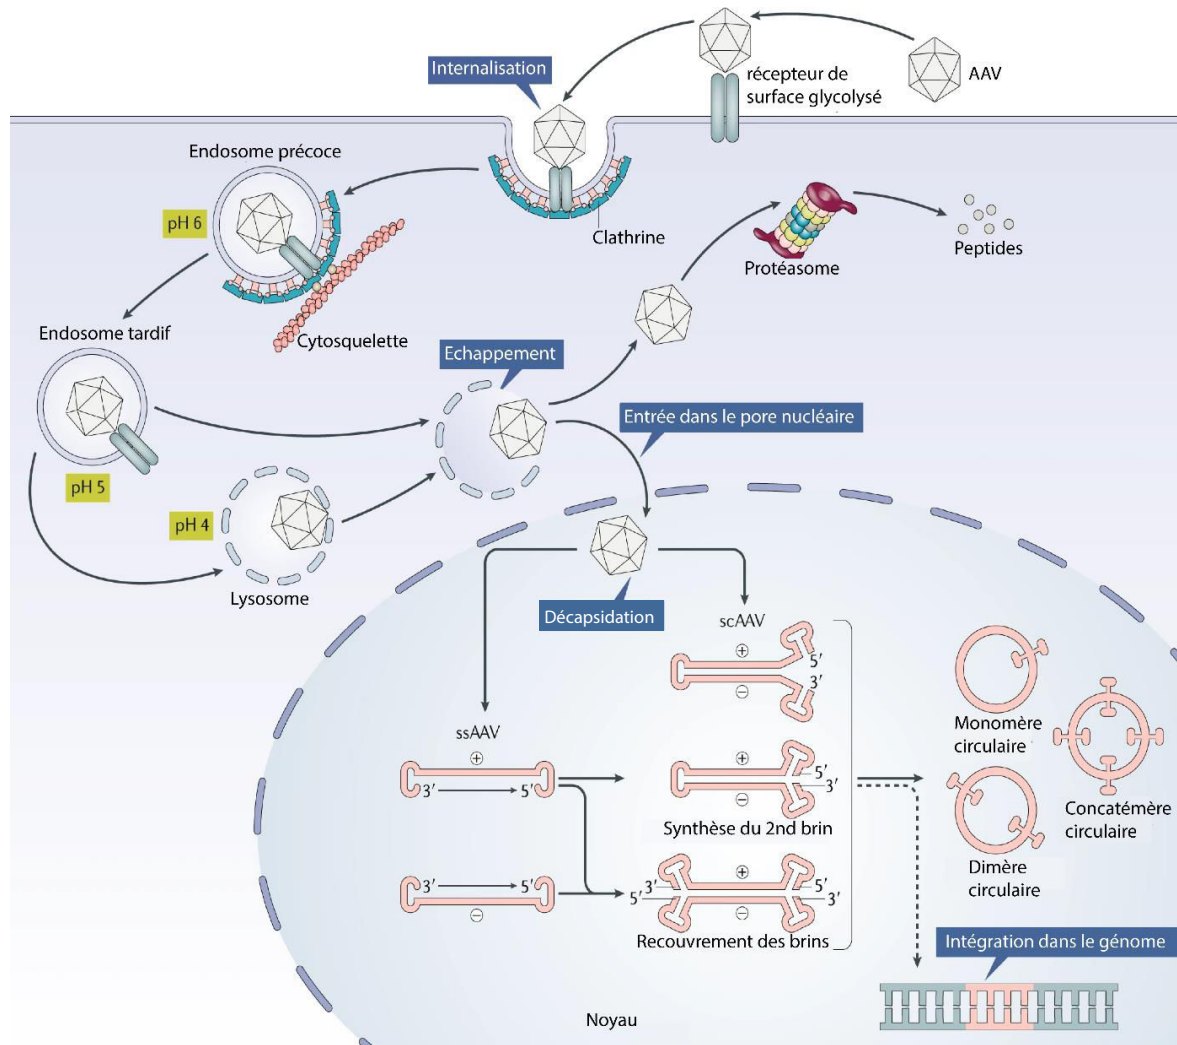 AAV
récepteur de
surface glycolysé
Internalisation
Endosome précoce
pH 6
Clathrine
Protéasome
Peptides
Cytosquelette
Endosome tardif
pH 5
Echappement
Entrée dans le pore nucléaire
pH 4
Lysosome
Décapsidation
scAAV
+
5′
3′
−
ssAAV
+
3′ 5′
+
5′
3′
−
Synthèse du 2nd brin
3′ 5′
−
5′ 3′
+
5′
3′
−
Recouvrement des brins
Monomère
circulaire
Concatémère
circulaire
Dimère
circulaire
Intégration dans le génome
Noyau